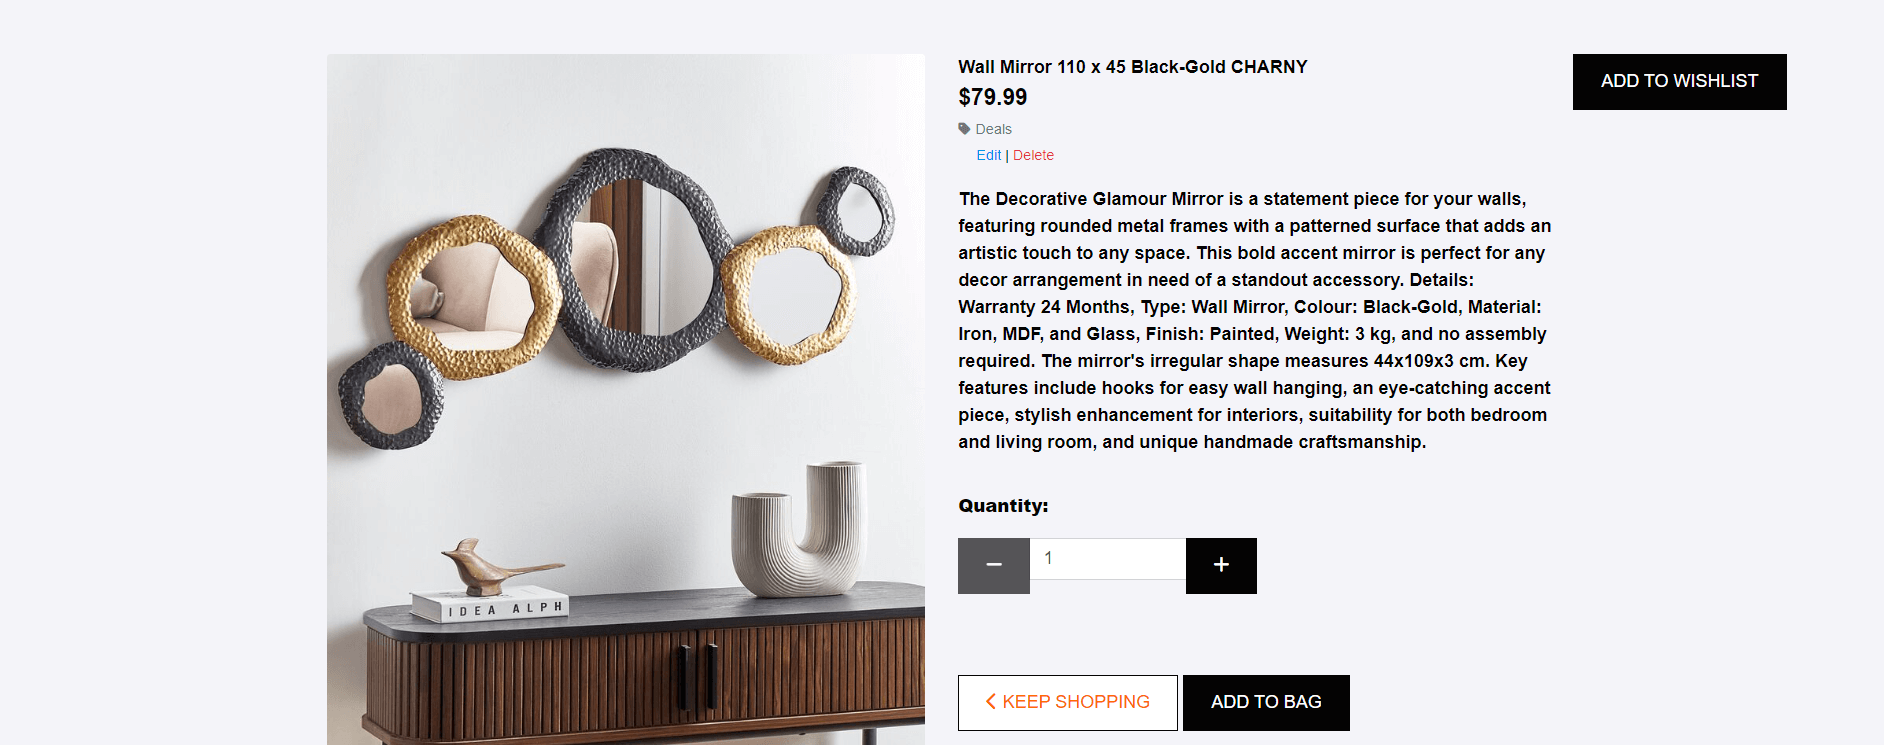 Wall Mirror 110 x 45 Black-Gold CHARNY
ADD TO WISHLIST
$79.99
Deals
Edit | Delete
The Decorative Glamour Mirror is a statement piece for your walls,
featuring rounded metal frames with a patterned surface that adds an
artistic touch to any space. This bold accent mirror is perfect for any
decor arrangement in need of a standout accessory. Details:
Warranty 24 Months, Type: Wall Mirror, Colour: Black-Gold, Material:
Iron, MDF, and Glass, Finish: Painted, Weight: 3 kg, and no assembly
required. The mirror's irregular shape measures 44x109x3 cm. Key
features include hooks for easy wall hanging, an eye-catching accent
piece, stylish enhancement for interiors, suitability for both bedroom
and living room, and unique handmade craftsmanship.
Quantity:
− 1 +
IDEA ALPH
KEEP SHOPPING
ADD TO BAG